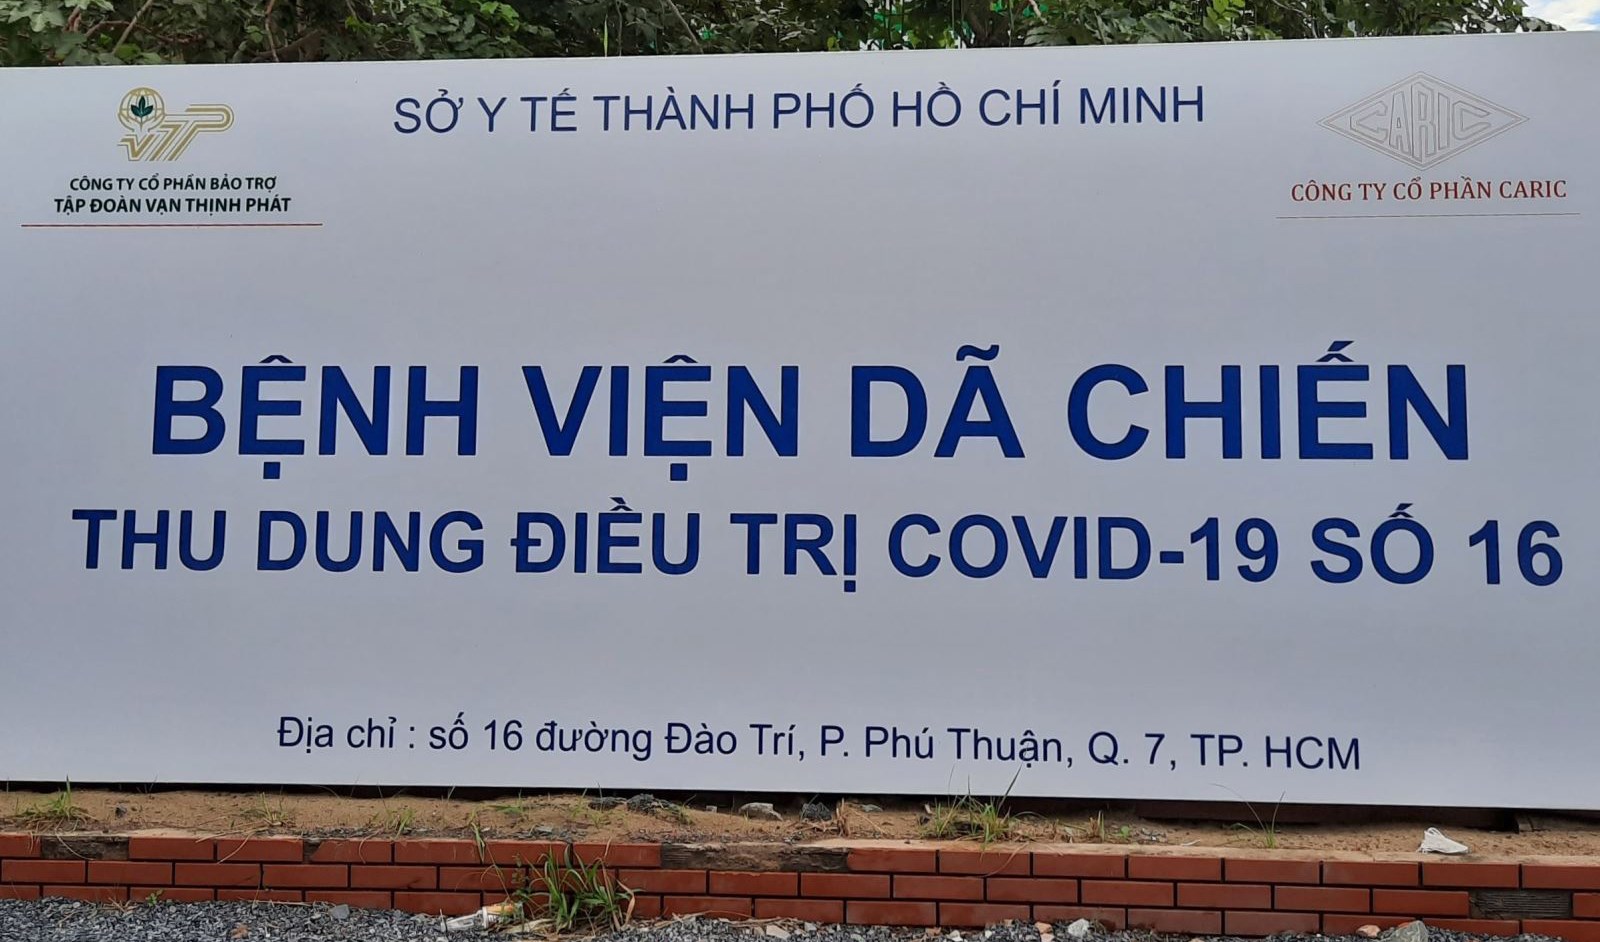 SỞ Y TẾ THÀNH PHỐ HỒ CHÍ MINH
VTP
CÔNG TY CỔ PHẦN BẢO TRỢ
TẬP ĐOÀN VẠN THỊNH PHÁT
CARIC
CÔNG TY CỔ PHẦN CARIC
BỆNH VIỆN DÃ CHIẾN
THU DUNG ĐIỀU TRỊ COVID-19 SỐ 16
Địa chỉ : số 16 đường Đào Trí, P. Phú Thuận, Q. 7, TP. HCM